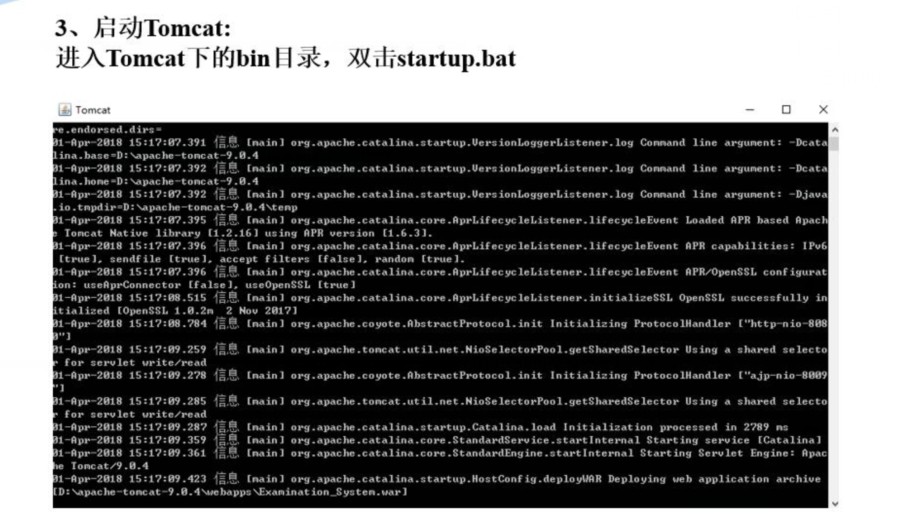 3、启动Tomcat:
进入Tomcat下的bin目录，双击startup.bat
Tomcat
re.endorsed.dirs=
01-Apr-2018 15:17:07.391 信息 [main] org.apache.catalina.startup.VersionLoggerListener.log Command line argument: -Dcata
lina.base=D:\apache-tomcat-9.0.4
01-Apr-2018 15:17:07.392 信息 [main] org.apache.catalina.startup.VersionLoggerListener.log Command line argument: -Dcata
lina.home=D:\apache-tomcat-9.0.4
01-Apr-2018 15:17:07.392 信息 [main] org.apache.catalina.startup.VersionLoggerListener.log Command line argument: -Djava
.io.tmpdir=D:\apache-tomcat-9.0.4\temp
01-Apr-2018 15:17:07.395 信息 [main] org.apache.catalina.core.AprLifecycleListener.lifecycleEvent Loaded APR based Apach
e Tomcat Native library [1.2.16] using APR version [1.6.3].
01-Apr-2018 15:17:07.396 信息 [main] org.apache.catalina.core.AprLifecycleListener.lifecycleEvent APR capabilities: IPv6
[true], sendfile [true], accept filters [false], random [true].
01-Apr-2018 15:17:07.396 信息 [main] org.apache.catalina.core.AprLifecycleListener.lifecycleEvent APR/OpenSSL configurat
ion: useAprConnector [false], useOpenSSL [true]
01-Apr-2018 15:17:08.515 信息 [main] org.apache.catalina.core.AprLifecycleListener.initializeSSL OpenSSL successfully in
itialized [OpenSSL 1.0.2m  2 Nov 2017]
01-Apr-2018 15:17:08.784 信息 [main] org.apache.coyote.AbstractProtocol.init Initializing ProtocolHandler ["http-nio-808
0"]
01-Apr-2018 15:17:09.259 信息 [main] org.apache.tomcat.util.net.NioSelectorPool.getSharedSelector Using a shared selecto
r for servlet write/read
01-Apr-2018 15:17:09.278 信息 [main] org.apache.coyote.AbstractProtocol.init Initializing ProtocolHandler ["ajp-nio-8009
"]
01-Apr-2018 15:17:09.285 信息 [main] org.apache.tomcat.util.net.NioSelectorPool.getSharedSelector Using a shared selecto
r for servlet write/read
01-Apr-2018 15:17:09.287 信息 [main] org.apache.catalina.startup.Catalina.load Initialization processed in 2789 ms
01-Apr-2018 15:17:09.359 信息 [main] org.apache.catalina.core.StandardService.startInternal Starting service [Catalina]
01-Apr-2018 15:17:09.361 信息 [main] org.apache.catalina.core.StandardEngine.startInternal Starting Servlet Engine: Apac
he Tomcat/9.0.4
01-Apr-2018 15:17:09.423 信息 [main] org.apache.catalina.startup.HostConfig.deployWAR Deploying web application archive
[D:\apache-tomcat-9.0.4\webapps\Examination_System.war]